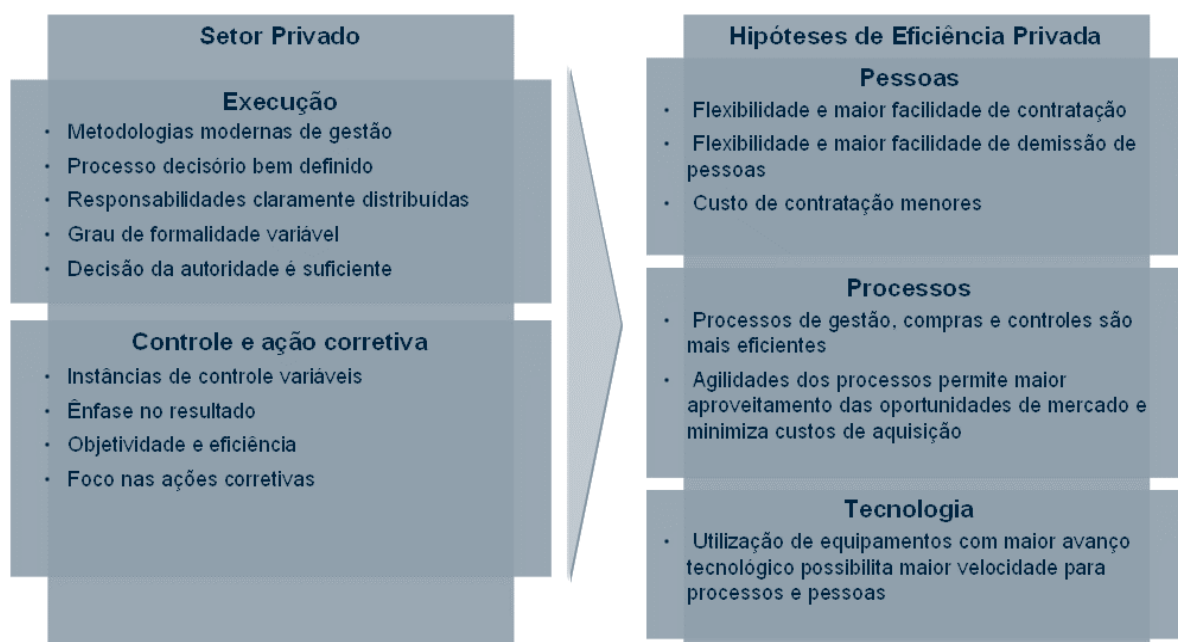 Setor Privado
Execução
· Metodologias modernas de gestão
· Processo decisório bem definido
· Responsabilidades claramente distribuídas
· Grau de formalidade variável
· Decisão da autoridade é suficiente
Controle e ação corretiva
· Instâncias de controle variáveis
· Ênfase no resultado
· Objetividade e eficiência
· Foco nas ações corretivas
Hipóteses de Eficiência Privada
Pessoas
· Flexibilidade e maior facilidade de contratação
· Flexibilidade e maior facilidade de demissão de
pessoas
· Custo de contratação menores
Processos
· Processos de gestão, compras e controles são
mais eficientes
· Agilidades dos processos permite maior
aproveitamento das oportunidades de mercado e
minimiza custos de aquisição
Tecnologia
· Utilização de equipamentos com maior avanço
tecnológico possibilita maior velocidade para
processos e pessoas